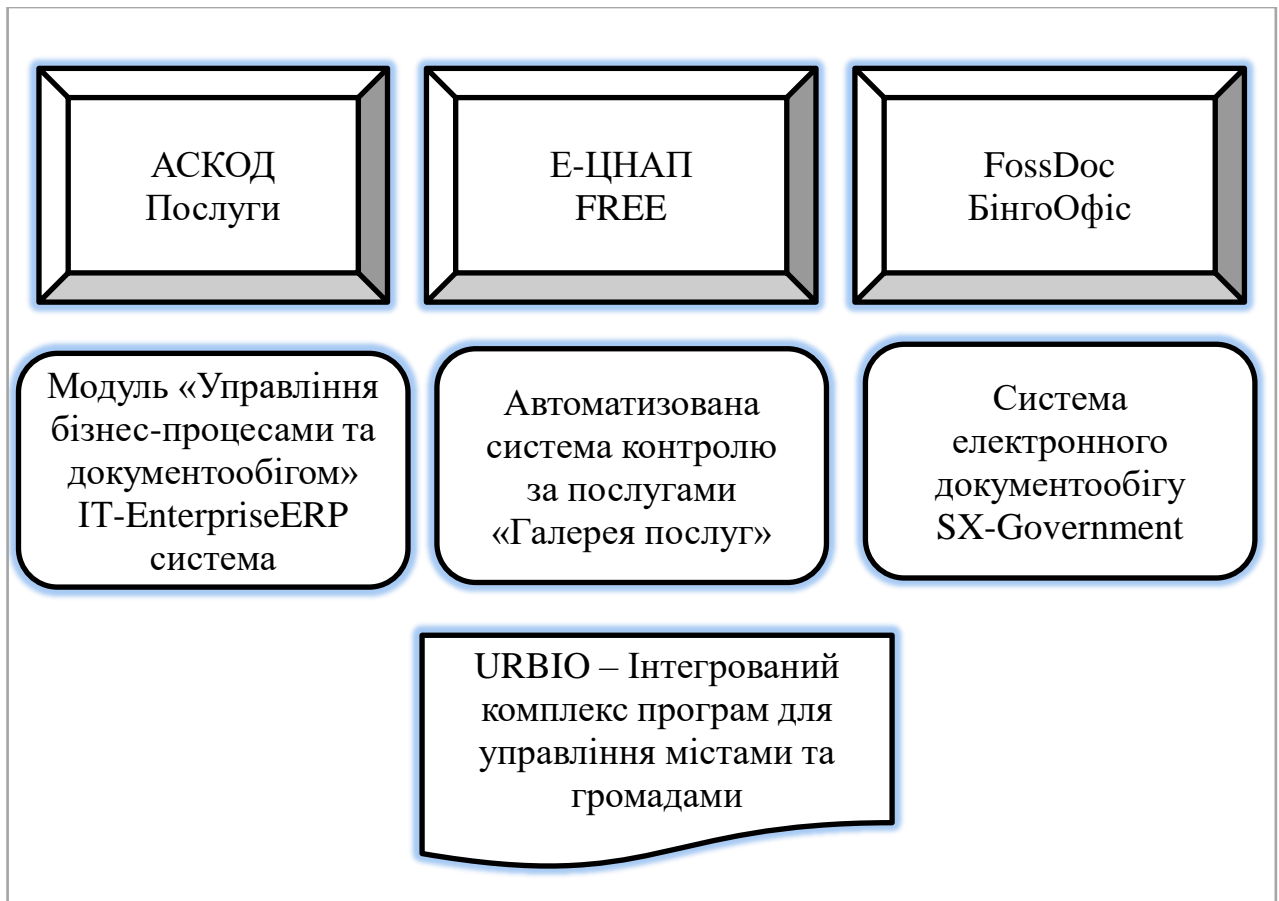 АСКОД
Послуги
Е-ЦНАП
FREE
FossDoc
БінгоОфіс
Модуль «Управління
бізнес-процесами та
документообігом»
IT-EnterpriseERP
система
Автоматизована
система контролю
за послугами
«Галерея послуг»
Система
електронного
документообігу
SX-Government
URBIO – Інтегрований
комплекс програм для
управління містами та
громадами